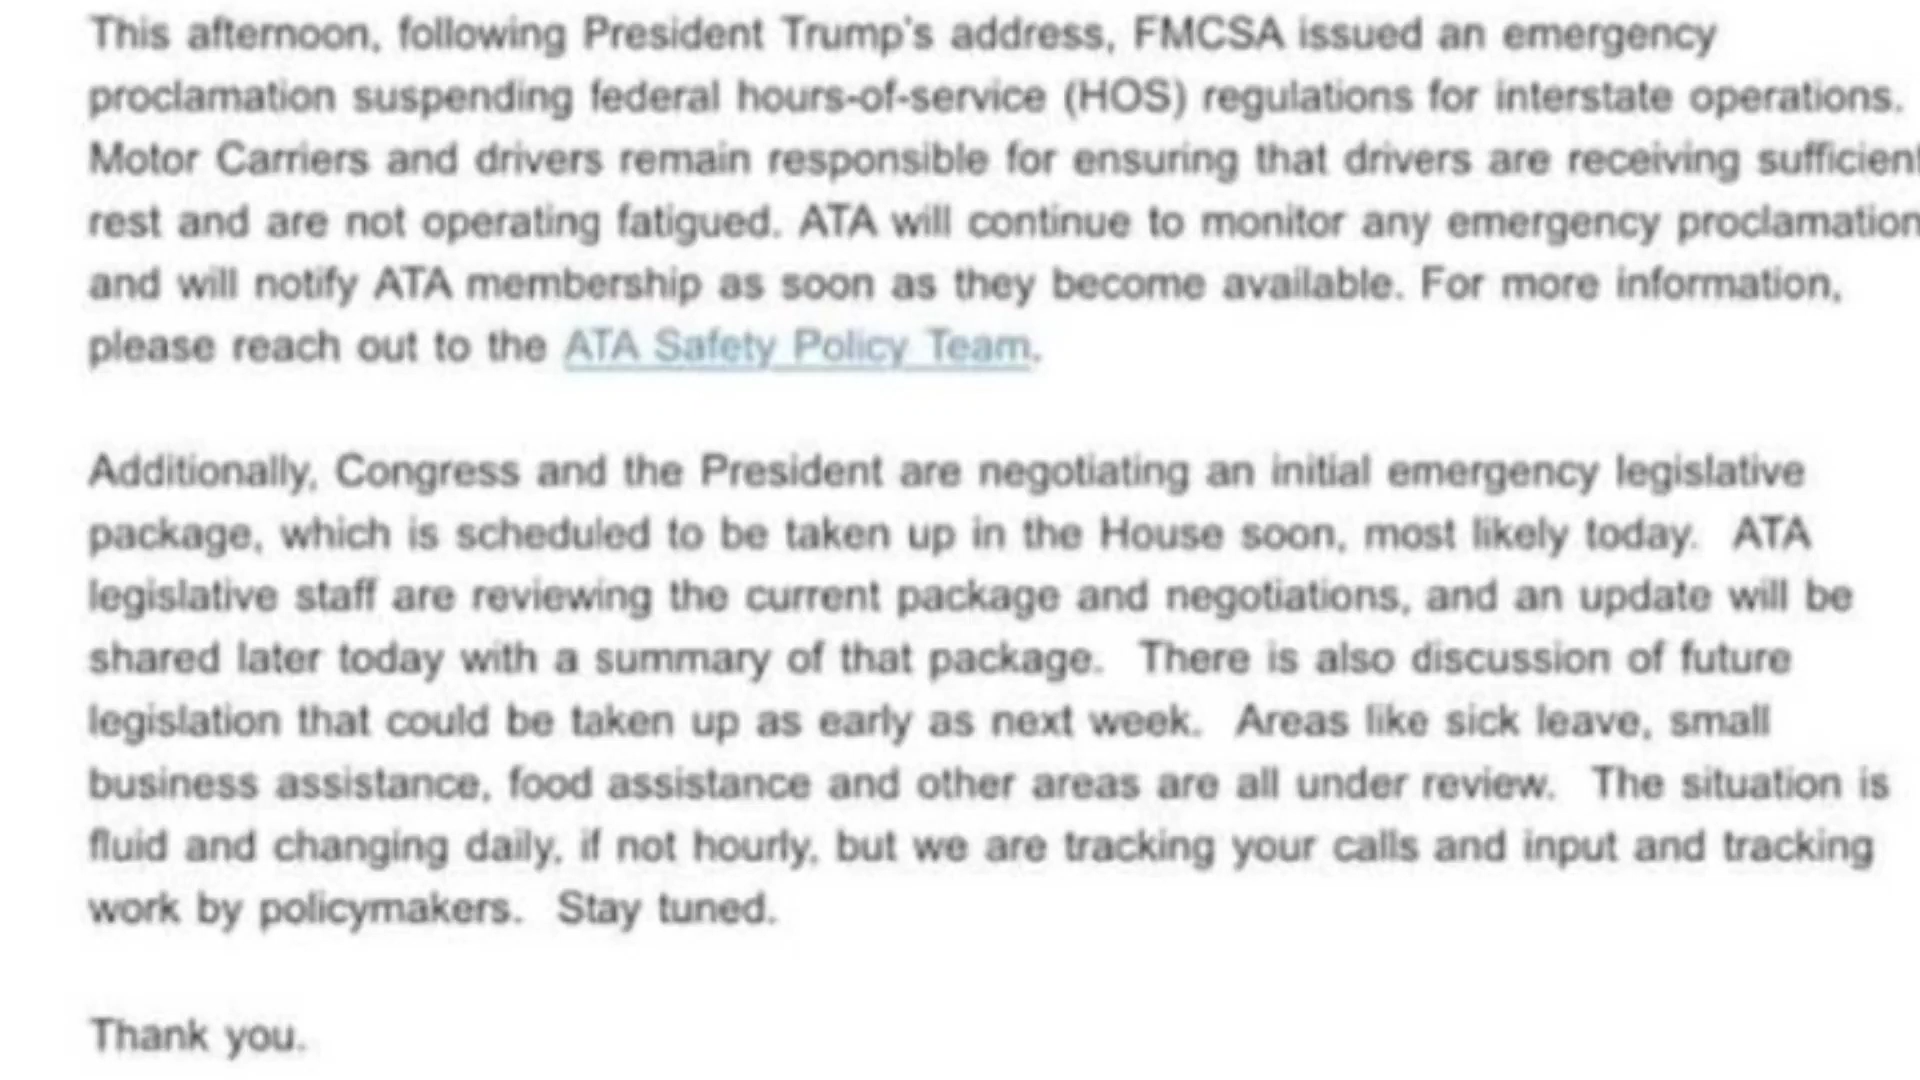 This afternoon, following President Trump's address, FMCSA issued an emergency
proclamation suspending federal hours-of-service (HOS) regulations for interstate operations.
Motor Carriers and drivers remain responsible for ensuring that drivers are receiving sufficient
rest and are not operating fatigued. ATA will continue to monitor any emergency proclamation
and will notify ATA membership as soon as they become available. For more information,
please reach out to the ATA Safety Policy Team.
Additionally, Congress and the President are negotiating an initial emergency legislative
package, which is scheduled to be taken up in the House soon, most likely today. ATA
legislative staff are reviewing the current package and negotiations, and an update will be
shared later today with a summary of that package. There is also discussion of future
legislation that could be taken up as early as next week. Areas like sick leave, small
business assistance, food assistance and other areas are all under review. The situation is
fluid and changing daily, if not hourly, but we are tracking your calls and input and tracking
work by policymakers. Stay tuned.
Thank you.